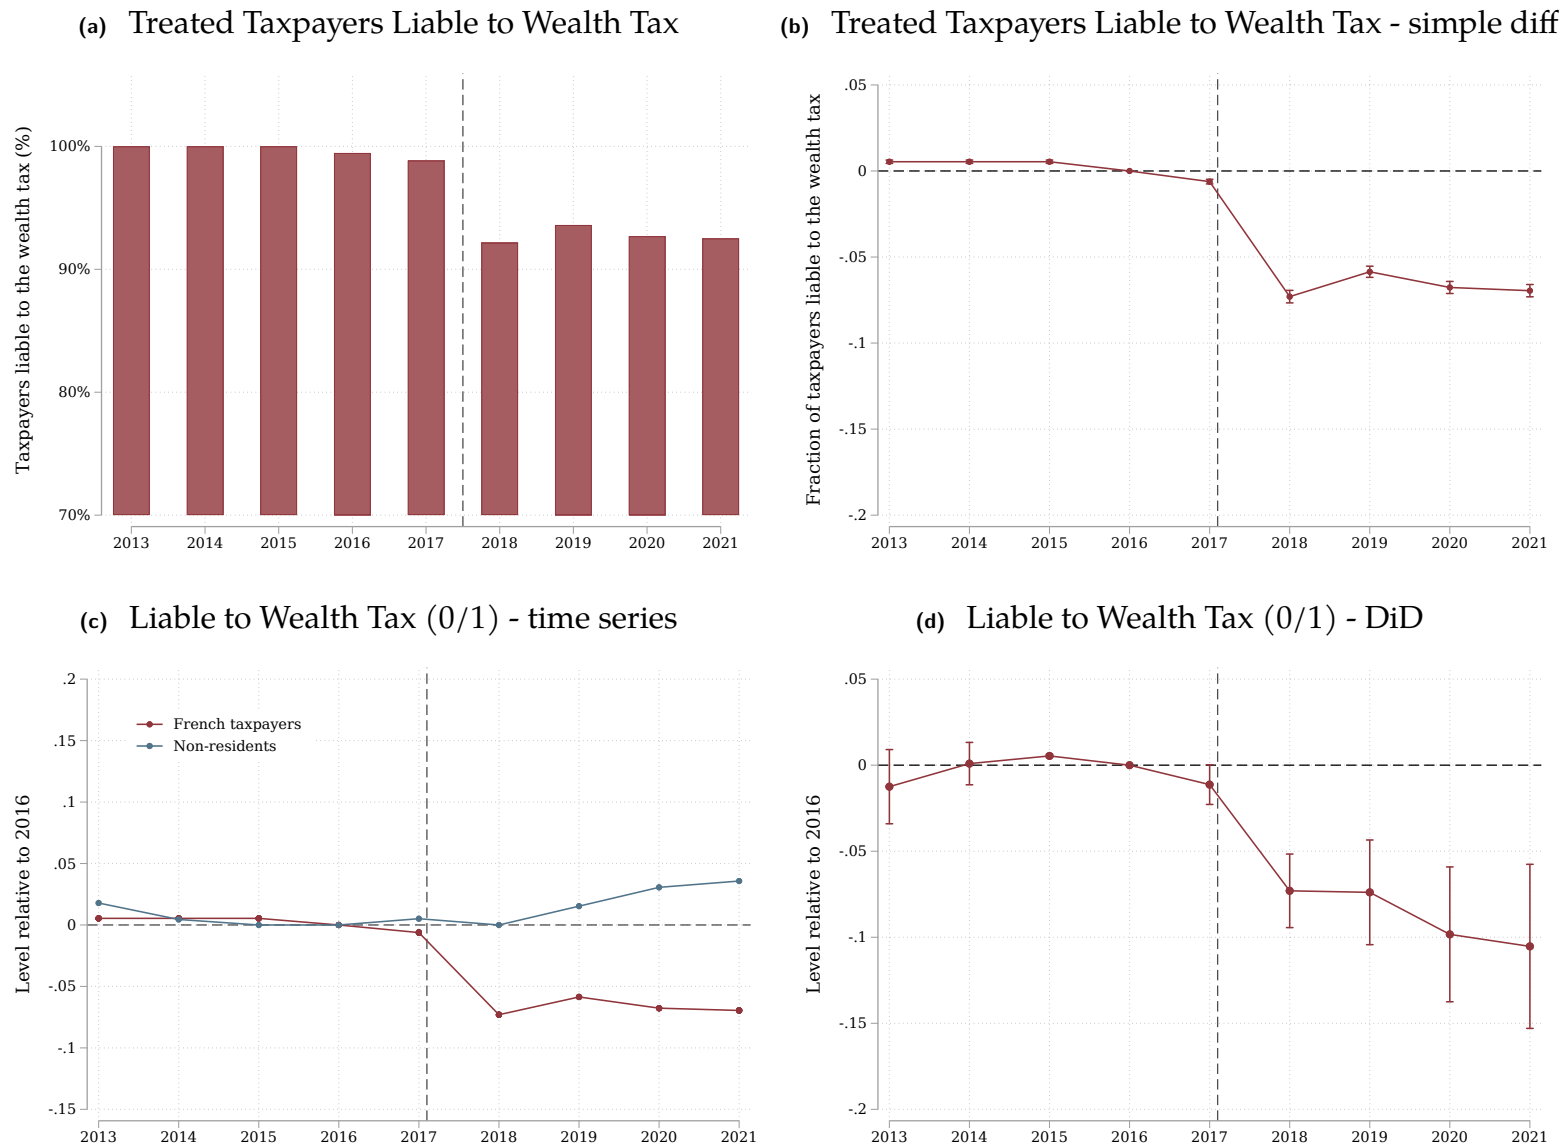 (a) Treated Taxpayers Liable to Wealth Tax
Taxpayers liable to the wealth tax (%)
100%
90%
80%
70%
2013 2014 2015 2016 2017 2018 2019 2020 2021
(b) Treated Taxpayers Liable to Wealth Tax - simple diff
Fraction of taxpayers liable to the wealth tax
.05
0
-.05
-.1
-.15
-.2
2013 2014 2015 2016 2017 2018 2019 2020 2021
(c) Liable to Wealth Tax (0/1) - time series
Level relative to 2016
.2
.15
.1
.05
0
-.05
-.1
-.15
French taxpayers
Non-residents
2013 2014 2015 2016 2017 2018 2019 2020 2021
(d) Liable to Wealth Tax (0/1) - DiD
Level relative to 2016
.05
0
-.05
-.1
-.15
-.2
2013 2014 2015 2016 2017 2018 2019 2020 2021